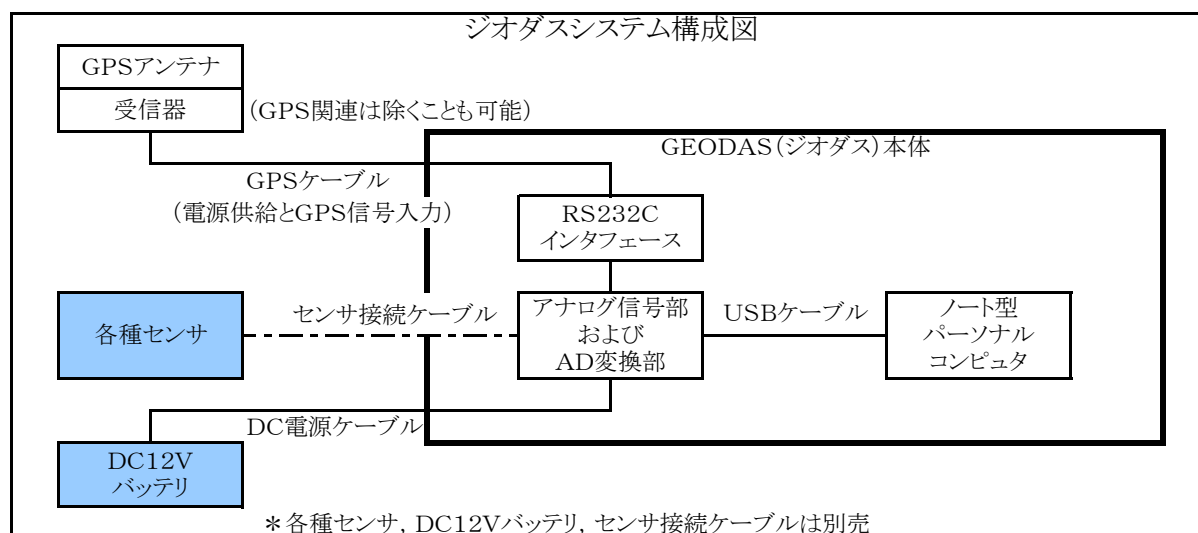 ジオダスシステム構成図
GPSアンテナ
受信器
(GPS関連は除くことも可能)
GEODAS(ジオダス)本体
GPSケーブル
(電源供給とGPS信号入力)
RS232C
インタフェース
各種センサ
センサ接続ケーブル
アナログ信号部
および
AD変換部
USBケーブル
ノート型
パーソナル
コンピュタ
DC電源ケーブル
DC12V
バッテリ
＊各種センサ, DC12Vバッテリ, センサ接続ケーブルは別売